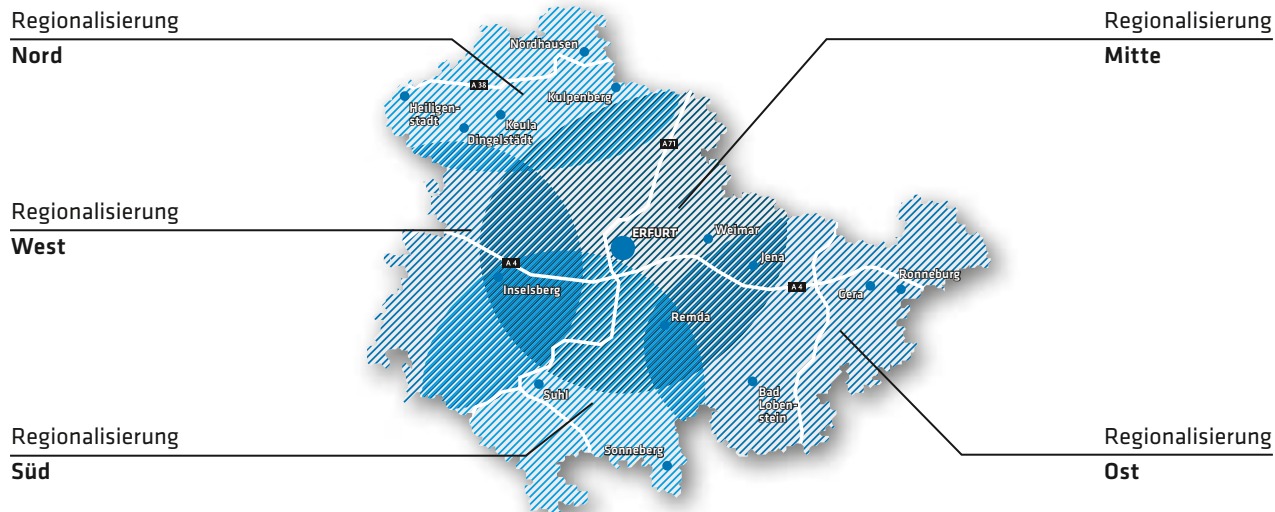 Regionalisierung
Nord
Regionalisierung
Mitte
Nordhausen
A 38
Kulpenberg
Heiligen-
stadt
Keula
Dingelstädt
A 71
Regionalisierung
West
ERFURT
Weimar
Jena
A 4
Inselsberg
A 4
Gera
Ronneburg
Remda
Suhl
Bad
Loben-
stein
Regionalisierung
Süd
Sonneberg
Regionalisierung
Ost